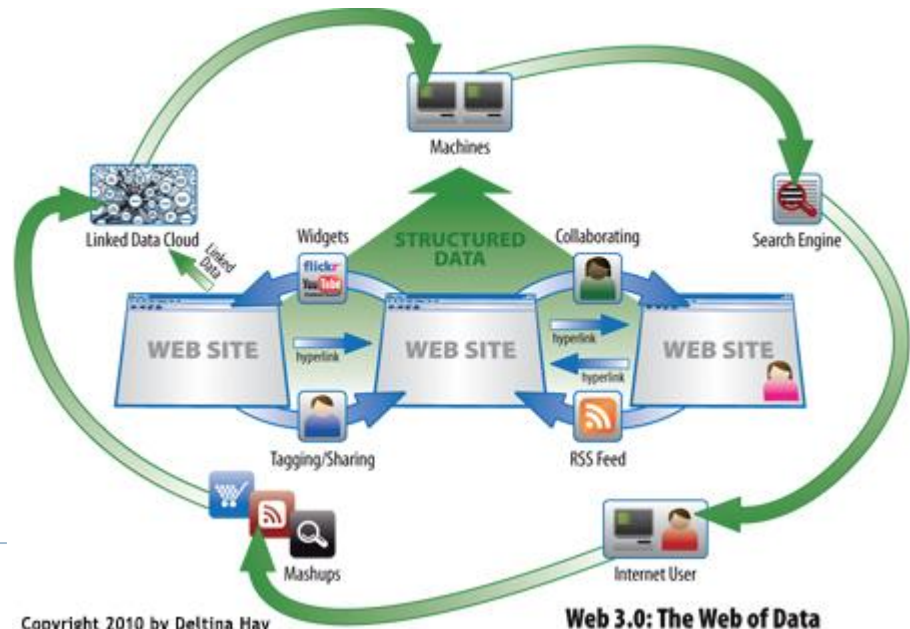 Machines
Linked Data Cloud
Search Engine
Linked
Data
Widgets
flickr
You Tube
STRUCTURED
DATA
Collaborating
WEB SITE
hyperlink
WEB SITE
hyperlink
hyperlink
WEB SITE
Tagging/Sharing
RSS Feed
Mashups
Internet User
Copyright 2010 by Deltina Hay
Web 3.0: The Web of Data